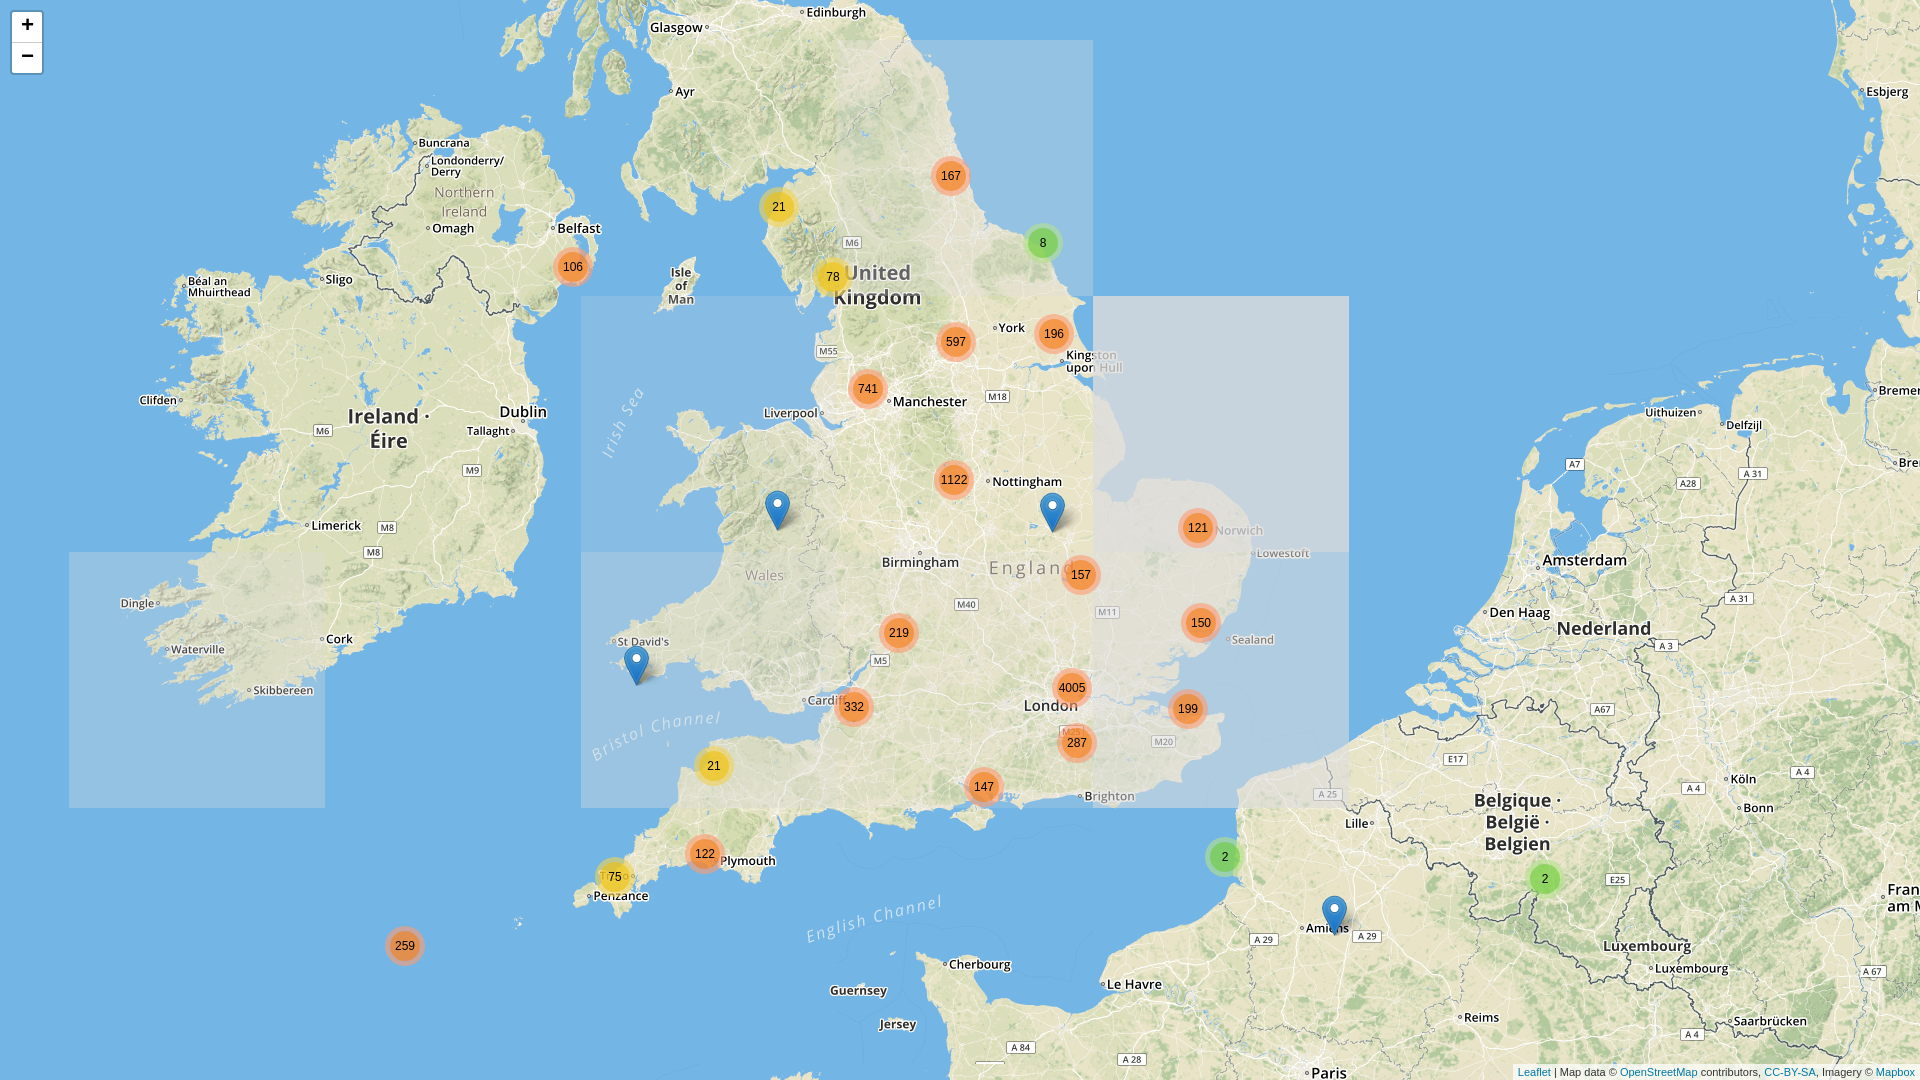 +
−
Edinburgh
Glasgow
Ayr
Esbjerg
Buncrana
Londonderry/
Derry
Northern
Ireland
Omagh
Belfast
167
21
8
M6
106
78
United
Kingdom
Isle
of
Man
Béal an
Mhuirthead
Sligo
York
196
597
M55
Kingston
upon Hull
741
Manchester
M18
Liverpool
Irish Sea
Clifden
Ireland ·
Éire
Dublin
Tallaght
M6
M9
Uithuizen
Delfzijl
Bremer
Bre
A7
A 31
A28
1122
Nottingham
Limerick
M8
M8
121
Norwich
Lowestoft
Birmingham
England
157
Wales
Amsterdam
A 31
Dingle
M40
M11
Den Haag
Nederland
150
Sealand
219
St David's
Cork
Waterville
M5
A 3
Skibbereen
4005
London
Cardiff
332
199
A67
Bristol Channel
287
M20
E17
21
147
Brighton
A 25
Köln
A 4
A 4
Bonn
Belgique ·
België ·
Belgien
Lille
122
Plymouth
2
75
Penzance
2
E25
Fran
am M
English Channel
259
Amiens
A 29
A 29
Luxembourg
Luxembourg
A 67
Cherbourg
Le Havre
Guernsey
Jersey
Reims
Saarbrücken
A 4
A 84
A 28
Paris
Leaflet | Map data © OpenStreetMap contributors, CC-BY-SA, Imagery © Mapbox